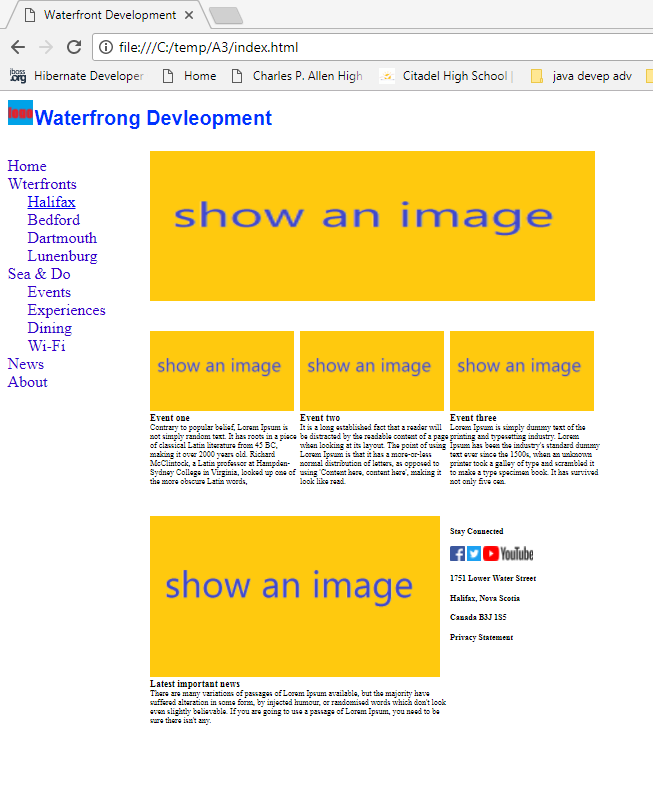 Waterfront Development
file:///C:/temp/A3/index.html
jboss.org Hibernate Developer Home Charles P. Allen High Citadel High School | java devep adv
logo Waterfrong Devleopment
Home
Wterfronts
Halifax
Bedford
Dartmouth
Lunenburg
Sea & Do
Events
Experiences
Dining
Wi-Fi
News
About
show an image
show an image
show an image
show an image
Event one
Contrary to popular belief, Lorem Ipsum is
not simply random text. It has roots in a piece
of classical Latin literature from 45 BC,
making it over 2000 years old. Richard
McClintock, a Latin professor at Hampden-
Sydney College in Virginia, looked up one of
the more obscure Latin words,
Event two
It is a long established fact that a reader will
be distracted by the readable content of a page
when looking at its layout. The point of using
Lorem Ipsum is that it has a more-or-less
normal distribution of letters, as opposed to
using 'Content here, content here', making it
look like read.
Event three
Lorem Ipsum is simply dummy text of the
printing and typesetting industry. Lorem
Ipsum has been the industry's standard dummy
text ever since the 1500s, when an unknown
printer took a galley of type and scrambled it
to make a type specimen book. It has survived
not only five cen.
show an image
Latest important news
There are many variations of passages of Lorem Ipsum available, but the majority have
suffered alteration in some form, by injected humour, or randomised words which don't look
even slightly believable. If you are going to use a passage of Lorem Ipsum, you need to be
sure there isn't any.
Stay Connected
YouTube
1751 Lower Water Street
Halifax, Nova Scotia
Canada B3J 1S5
Privacy Statement